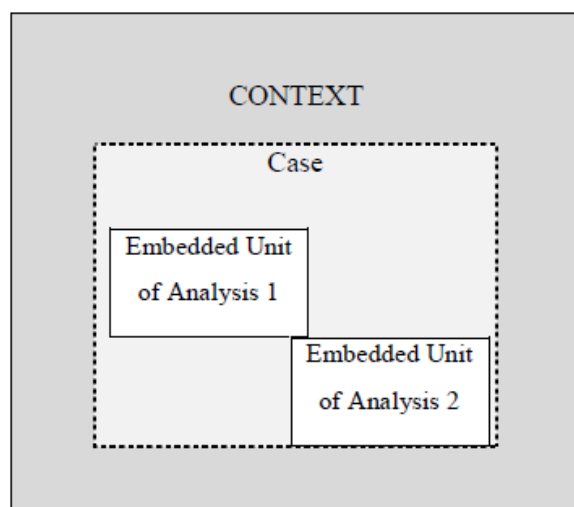 CONTEXT
Case
Embedded Unit
of Analysis 1
Embedded Unit
of Analysis 2